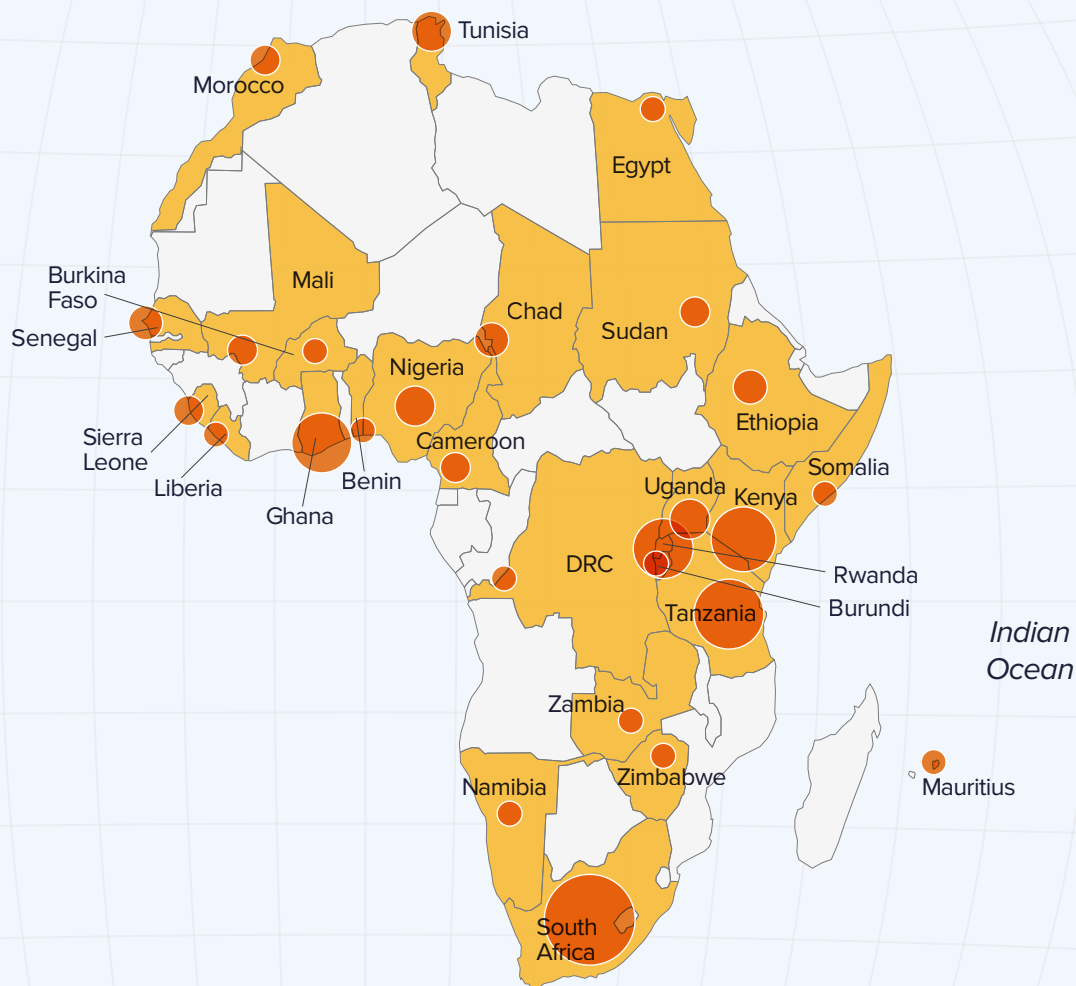 Tunisia
Morocco
Egypt
Burkina
Faso
Mali
Chad
Senegal
Sudan
Nigeria
Ethiopia
Sierra
Leone
Cameroon
Somalia
Liberia
Benin
Uganda
Kenya
Ghana
DRC
Rwanda
Burundi
Tanzania
Indian
Ocean
Zambia
Zimbabwe
Namibia
Mauritius
South
Africa